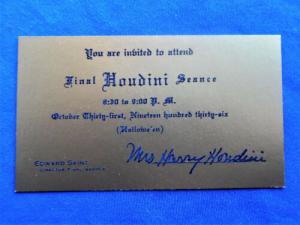 You are invited to attend
Final Houdini Seance
8:30 to 9:00 P. M.
October Thirty-first, Nineteen hundred thirty-six
(Hallowe'en)
Mrs Harry Houdini
Edward Saint